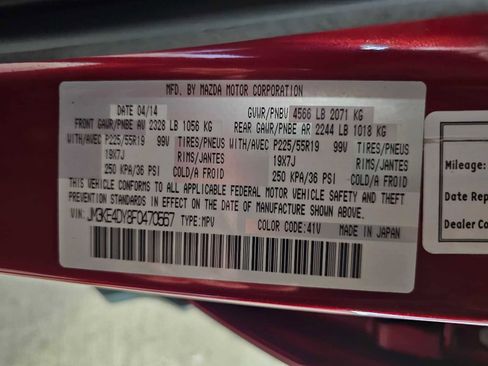 MFD. BY MAZDA MOTOR CORPORATION
DATE 04/14 GVWR/PNBV 4566 LB 2071 KG
FRONT GAWR/PNBE AV 2328 LB 1056 KG REAR GAWR/PNBE AR 2244 LB 1018 KG
WITH/AVEC P225/55R19 99V TIRES/PNEUS WITH/AVEC P225/55R19 99V TIRES/PNEUS
19X7J RIMS/JANTES 19X7J RIMS/JANTES
250 KPA/36 PSI COLD/A FROID 250 KPA/36 PSI COLD/A FROID
THIS VEHICLE CONFORMS TO ALL APPLICABLE FEDERAL MOTOR VEHICLE SAFETY AND THEFT
PREVENTION STANDARDS IN EFFECT ON THE DATE OF MANUFACTURE SHOWN ABOVE.
VIN: JM3KE4DY8F0470567 TYPE:MPV COLOR CODE:41V MADE IN JAPAN
Mileage:
Date Rep
Dealer Co